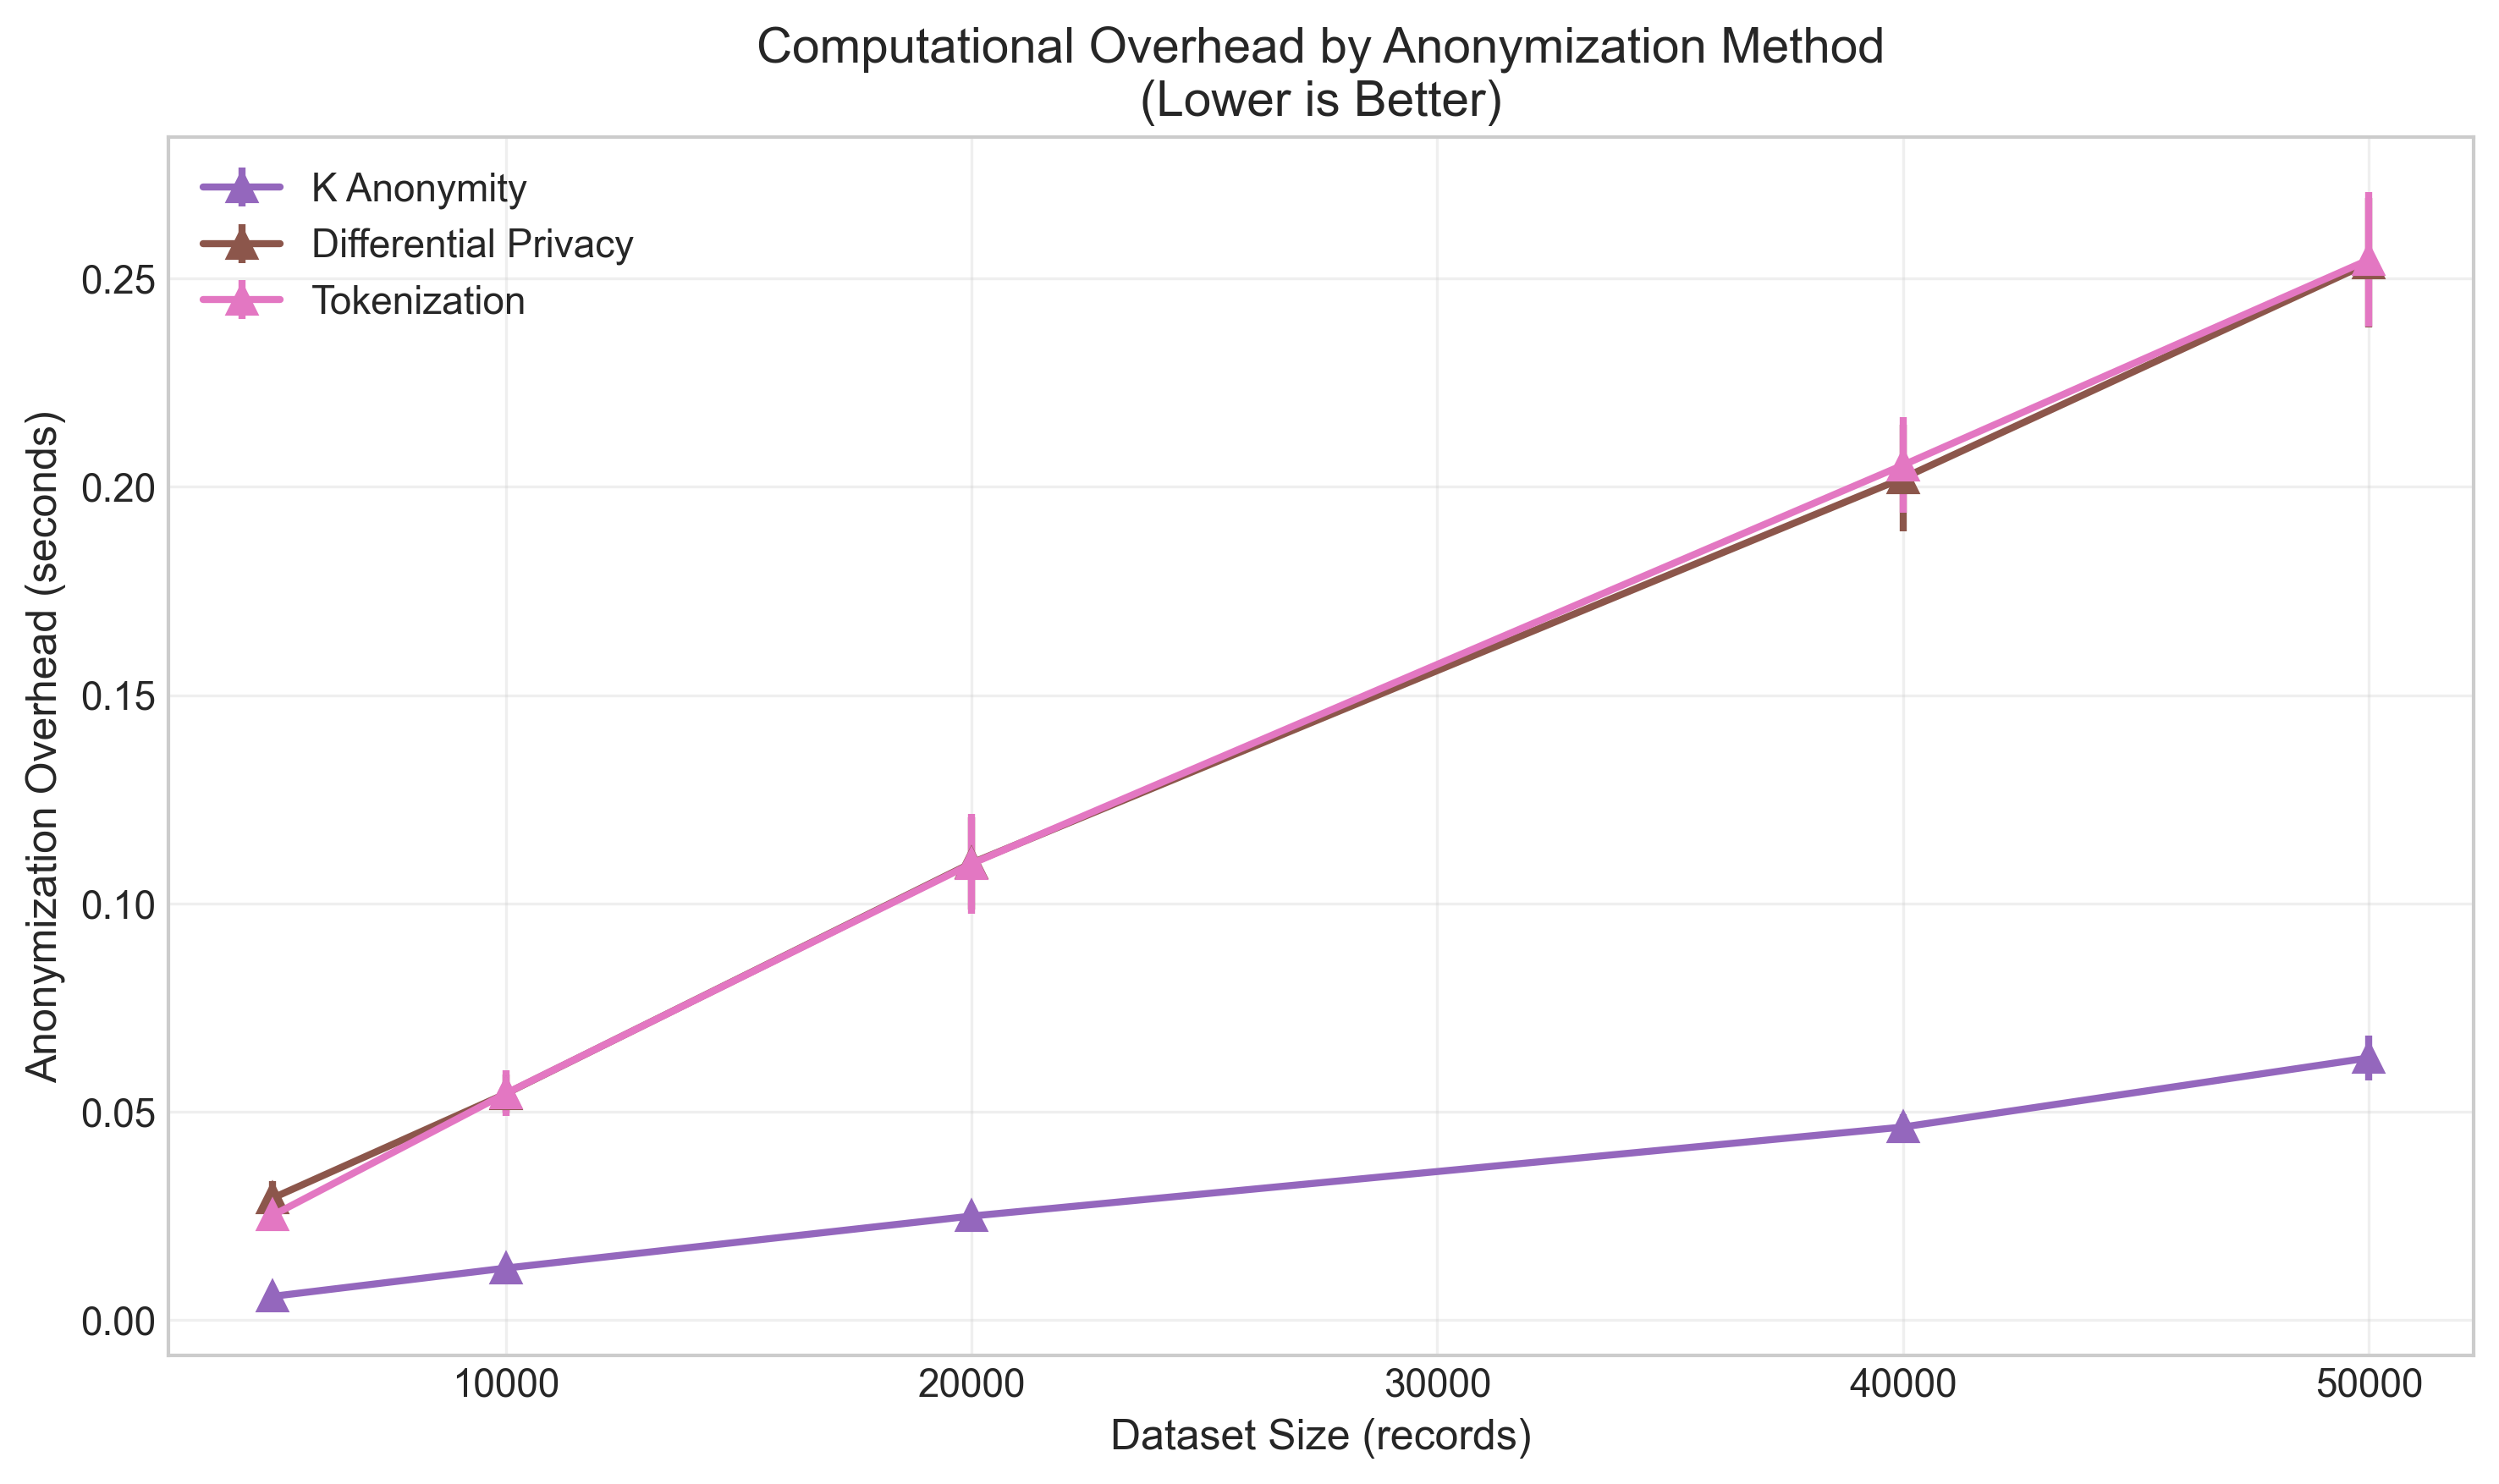 Computational Overhead by Anonymization Method
(Lower is Better)
K Anonymity
Differential Privacy
Tokenization
Anonymization Overhead (seconds)
0.25
0.20
0.15
0.10
0.05
0.00
10000
20000
30000
40000
50000
Dataset Size (records)